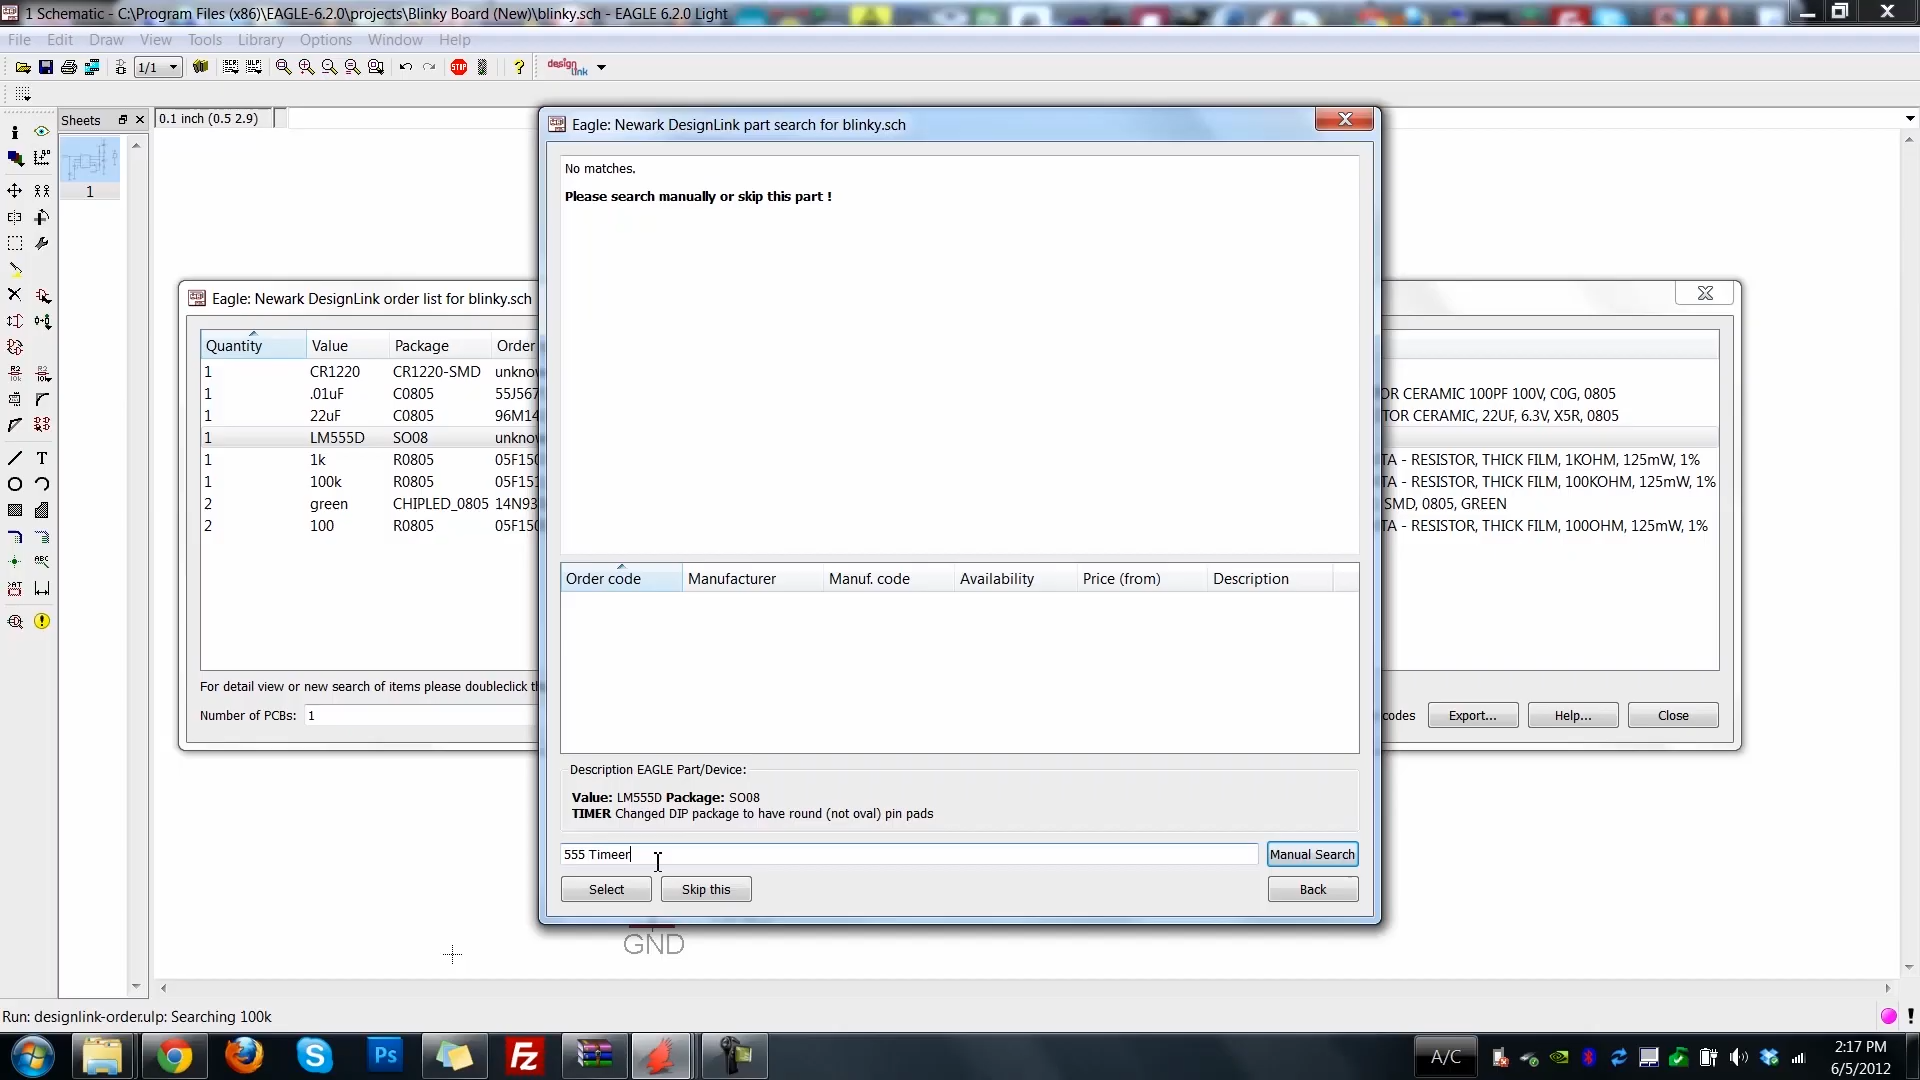 1 Schematic - C:\Program Files (x86)\EAGLE-6.2.0\projects\Blinky Board (New)\blinky.sch - EAGLE 6.2.0 Light
File Edit Draw View Tools Library Options Window Help
1/1
design link
Sheets
0.1 inch (0.5 2.9)
1
Eagle: Newark DesignLink part search for blinky.sch
No matches.
Please search manually or skip this part !
Eagle: Newark DesignLink order list for blinky.sch
Quantity Value Package Order
1 CR1220 CR1220-SMD unknow
1 .01uF C0805 55J567 OR CERAMIC 100PF 100V, C0G, 0805
1 22uF C0805 96M14 TOR CERAMIC, 22UF, 6.3V, X5R, 0805
1 LM555D SO08 unknow
1 1k R0805 05F150 TA - RESISTOR, THICK FILM, 1KOHM, 125mW, 1%
1 100k R0805 05F151 TA - RESISTOR, THICK FILM, 100KOHM, 125mW, 1%
2 green CHIPLED_0805 14N93 SMD, 0805, GREEN
2 100 R0805 05F150 TA - RESISTOR, THICK FILM, 100OHM, 125mW, 1%
Order code Manufacturer Manuf. code Availability Price (from) Description
For detail view or new search of items please doubleclick th
Number of PCBs: 1
codes Export... Help... Close
Description EAGLE Part/Device:
Value: LM555D Package: SO08
TIMER Changed DIP package to have round (not oval) pin pads
555 Timeer Manual Search
Select Skip this Back
GND
Run: designlink-order.ulp: Searching 100k
A/C
2:17 PM
6/5/2012